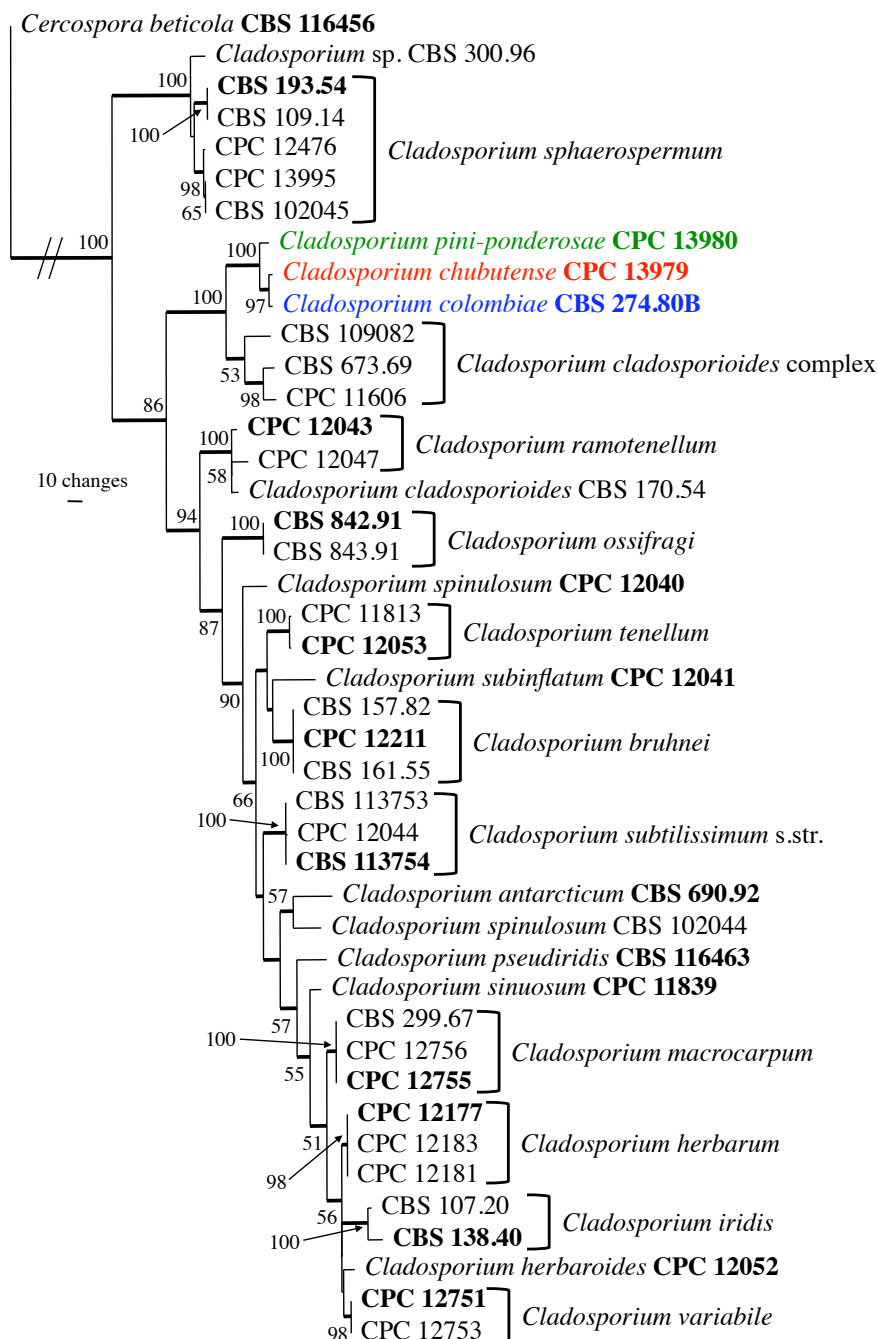 Cercospora beticola CBS 116456
Cladosporium sp. CBS 300.96
100
CBS 193.54
CBS 109.14
100
CPC 12476
Cladosporium sphaerospermum
CPC 13995
98
CBS 102045
65
100
Cladosporium pini-ponderosae CPC 13980
100
Cladosporium chubutense CPC 13979
Cladosporium colombiae CBS 274.80B
97
100
CBS 109082
CBS 673.69
Cladosporium cladosporioides complex
53
CPC 11606
98
86
CPC 12043
100
Cladosporium ramotenellum
CPC 12047
58
10 changes
Cladosporium cladosporioides CBS 170.54
94
CBS 842.91
100
Cladosporium ossifragi
CBS 843.91
Cladosporium spinulosum CPC 12040
87
CPC 11813
100
Cladosporium tenellum
CPC 12053
Cladosporium subinflatum CPC 12041
90
CBS 157.82
CPC 12211
Cladosporium bruhnei
100
CBS 161.55
66
CBS 113753
100
CPC 12044
Cladosporium subtilissimum s.str.
CBS 113754
57
Cladosporium antarcticum CBS 690.92
Cladosporium spinulosum CBS 102044
Cladosporium pseudiridis CBS 116463
Cladosporium sinuosum CPC 11839
57
CBS 299.67
100
CPC 12756
Cladosporium macrocarpum
55
CPC 12755
CPC 12177
51
CPC 12183
Cladosporium herbarum
CPC 12181
98
CBS 107.20
56
Cladosporium iridis
100
CBS 138.40
Cladosporium herbaroides CPC 12052
CPC 12751
Cladosporium variabile
98
CPC 12753